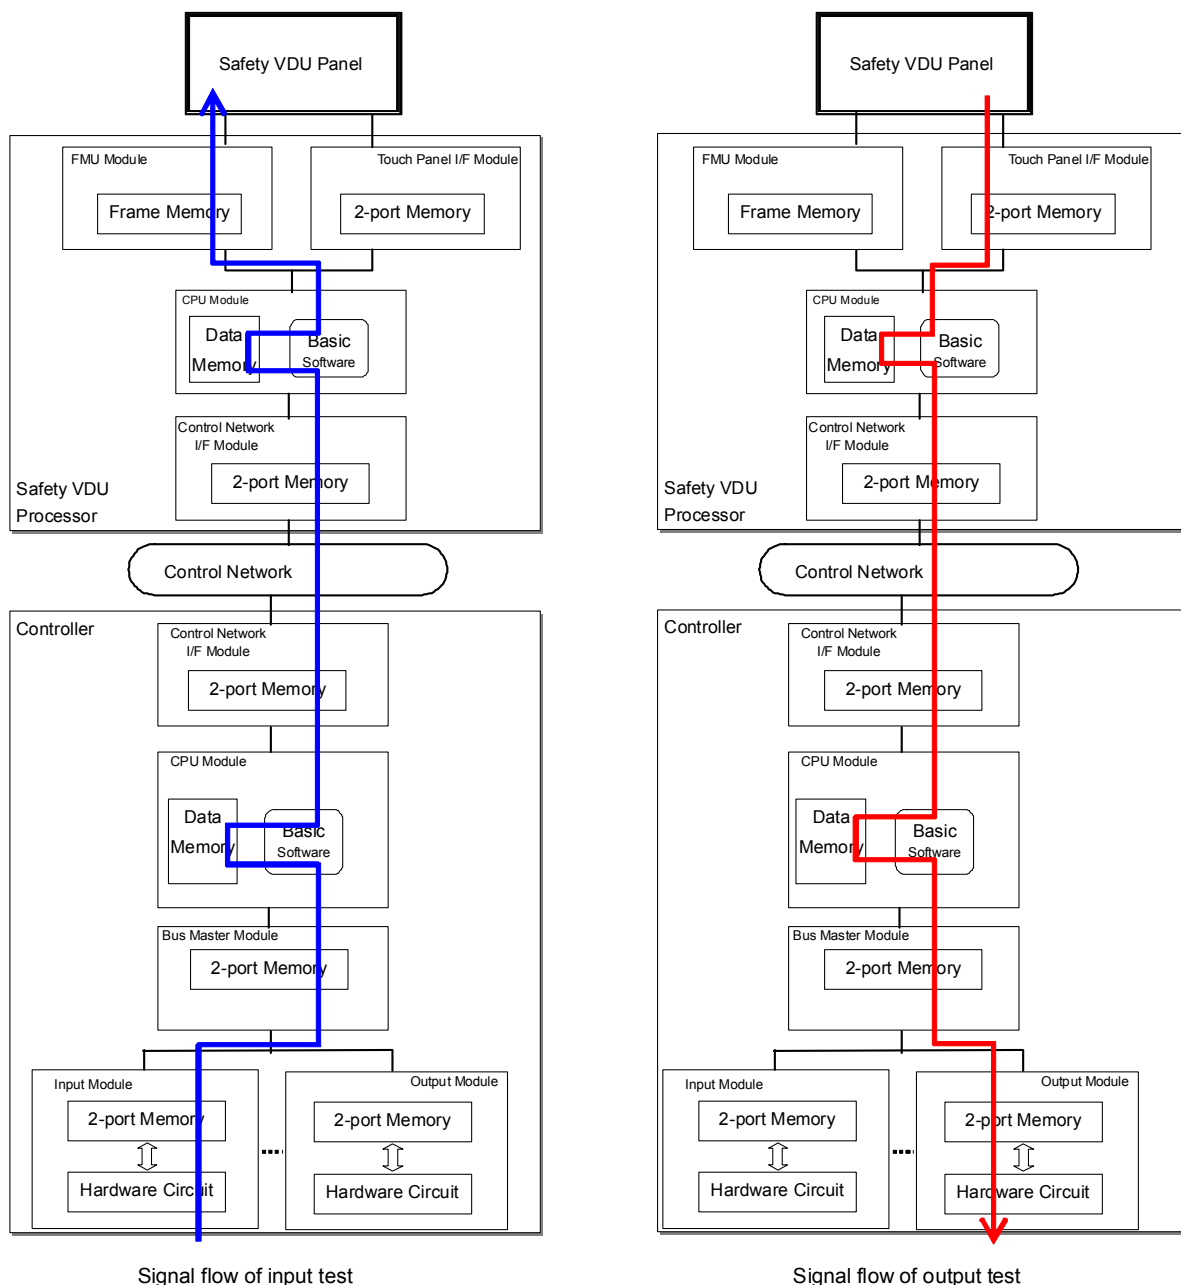 Safety VDU Panel
FMU Module
Touch Panel I/F Module
Frame Memory
2-port Memory
CPU Module
Data
Memory
Basic
Software
Control Network
I/F Module
2-port Memory
Safety VDU
Processor
Control Network
Controller
Control Network
I/F Module
2-port Memory
CPU Module
Data
Memory
Basic
Software
Bus Master Module
2-port Memory
Input Module
Output Module
2-port Memory
2-port Memory
Hardware Circuit
Hardware Circuit
Signal flow of input test
Safety VDU Panel
FMU Module
Touch Panel I/F Module
Frame Memory
2-port Memory
CPU Module
Data
Memory
Basic
Software
Control Network
I/F Module
2-port Memory
Safety VDU
Processor
Control Network
Controller
Control Network
I/F Module
2-port Memory
CPU Module
Data
Memory
Basic
Software
Bus Master Module
2-port Memory
Input Module
Output Module
2-port Memory
2-port Memory
Hardware Circuit
Hardware Circuit
Signal flow of output test